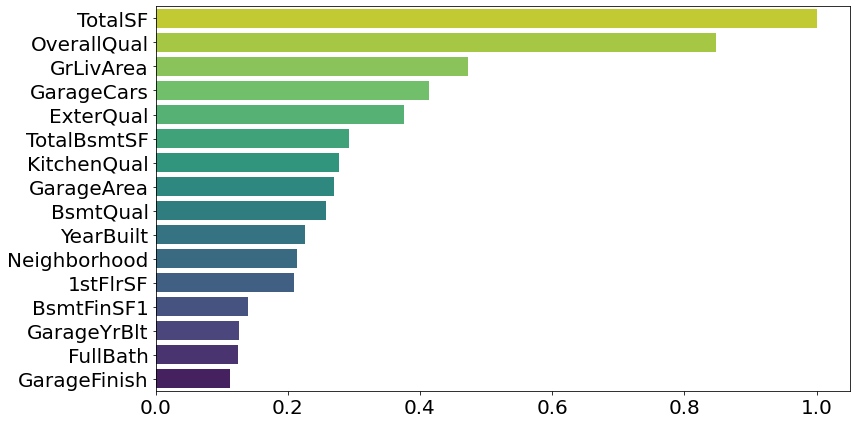 TotalSF
OverallQual
GrLivArea
GarageCars
ExterQual
TotalBsmtSF
KitchenQual
GarageArea
BsmtQual
YearBuilt
Neighborhood
1stFlrSF
BsmtFinSF1
GarageYrBlt
FullBath
GarageFinish
0.0 0.2 0.4 0.6 0.8 1.0